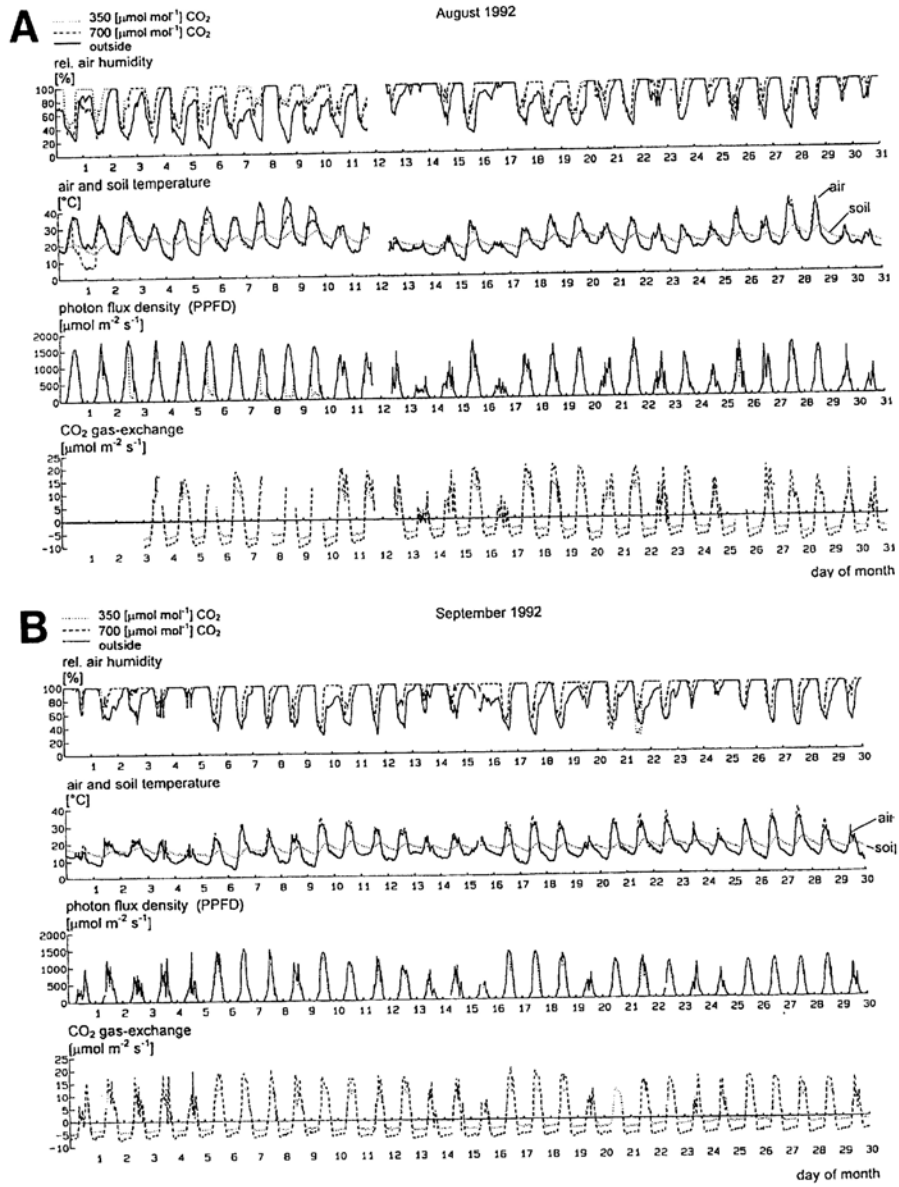 A
350 [μmol mol⁻¹] CO₂
700 [μmol mol⁻¹] CO₂
outside
August 1992
rel. air humidity
[%]
100
80
60
40
20
0
1 2 3 4 5 6 7 8 9 10 11 12 13 14 15 16 17 18 19 20 21 22 23 24 25 26 27 28 29 30 31
air and soil temperature
[°C]
air
soil
40
30
20
10
0
1 2 3 4 5 6 7 8 9 10 11 12 13 14 15 16 17 18 19 20 21 22 23 24 25 26 27 28 29 30 31
photon flux density (PPFD)
[μmol m⁻² s⁻¹]
2000
1500
1000
500
0
1 2 3 4 5 6 7 8 9 10 11 12 13 14 15 16 17 18 19 20 21 22 23 24 25 26 27 28 29 30 31
CO₂ gas-exchange
[μmol m⁻² s⁻¹]
25
20
15
10
5
0
-5
-10
1 2 3 4 5 6 7 8 9 10 11 12 13 14 15 16 17 18 19 20 21 22 23 24 25 26 27 28 29 30 31
day of month
B
350 [μmol mol⁻¹] CO₂
700 [μmol mol⁻¹] CO₂
outside
September 1992
rel. air humidity
[%]
100
80
60
40
20
0
1 2 3 4 5 6 7 8 9 10 11 12 13 14 15 16 17 18 19 20 21 22 23 24 25 26 27 28 29 30
air and soil temperature
[°C]
40
30
20
10
0
air
soil
1 2 3 4 5 6 7 8 9 10 11 12 13 14 15 16 17 18 19 20 21 22 23 24 25 26 27 28 29 30
photon flux density (PPFD)
[μmol m⁻² s⁻¹]
2000
1500
1000
500
0
1 2 3 4 5 6 7 8 9 10 11 12 13 14 15 16 17 18 19 20 21 22 23 24 25 26 27 28 29 30
CO₂ gas-exchange
[μmol m⁻² s⁻¹]
25
20
15
10
5
0
-5
-10
1 2 3 4 5 6 7 8 9 10 11 12 13 14 15 16 17 18 19 20 21 22 23 24 25 26 27 28 29 30
day of month